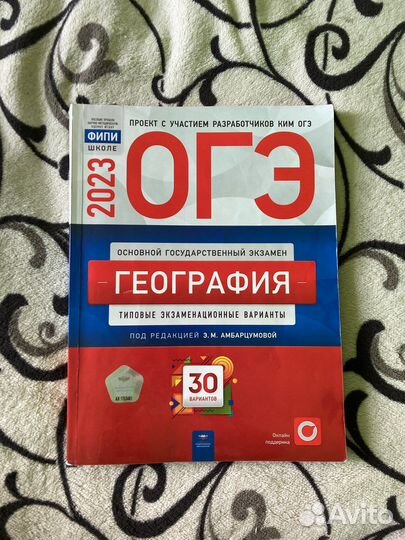 ПРОЕКТ С УЧАСТИЕМ РАЗРАБОТЧИКОВ КИМ ОГЭ
ФИПИ
ШКОЛЕ
2023
ОГЭ
ОСНОВНОЙ ГОСУДАРСТВЕННЫЙ ЭКЗАМЕН
ГЕОГРАФИЯ
ТИПОВЫЕ ЭКЗАМЕНАЦИОННЫЕ ВАРИАНТЫ
ПОД РЕДАКЦИЕЙ Э.М. АМБАРЦУМОВОЙ
30
ВАРИАНТОВ
Онлайн
поддержка
Avito